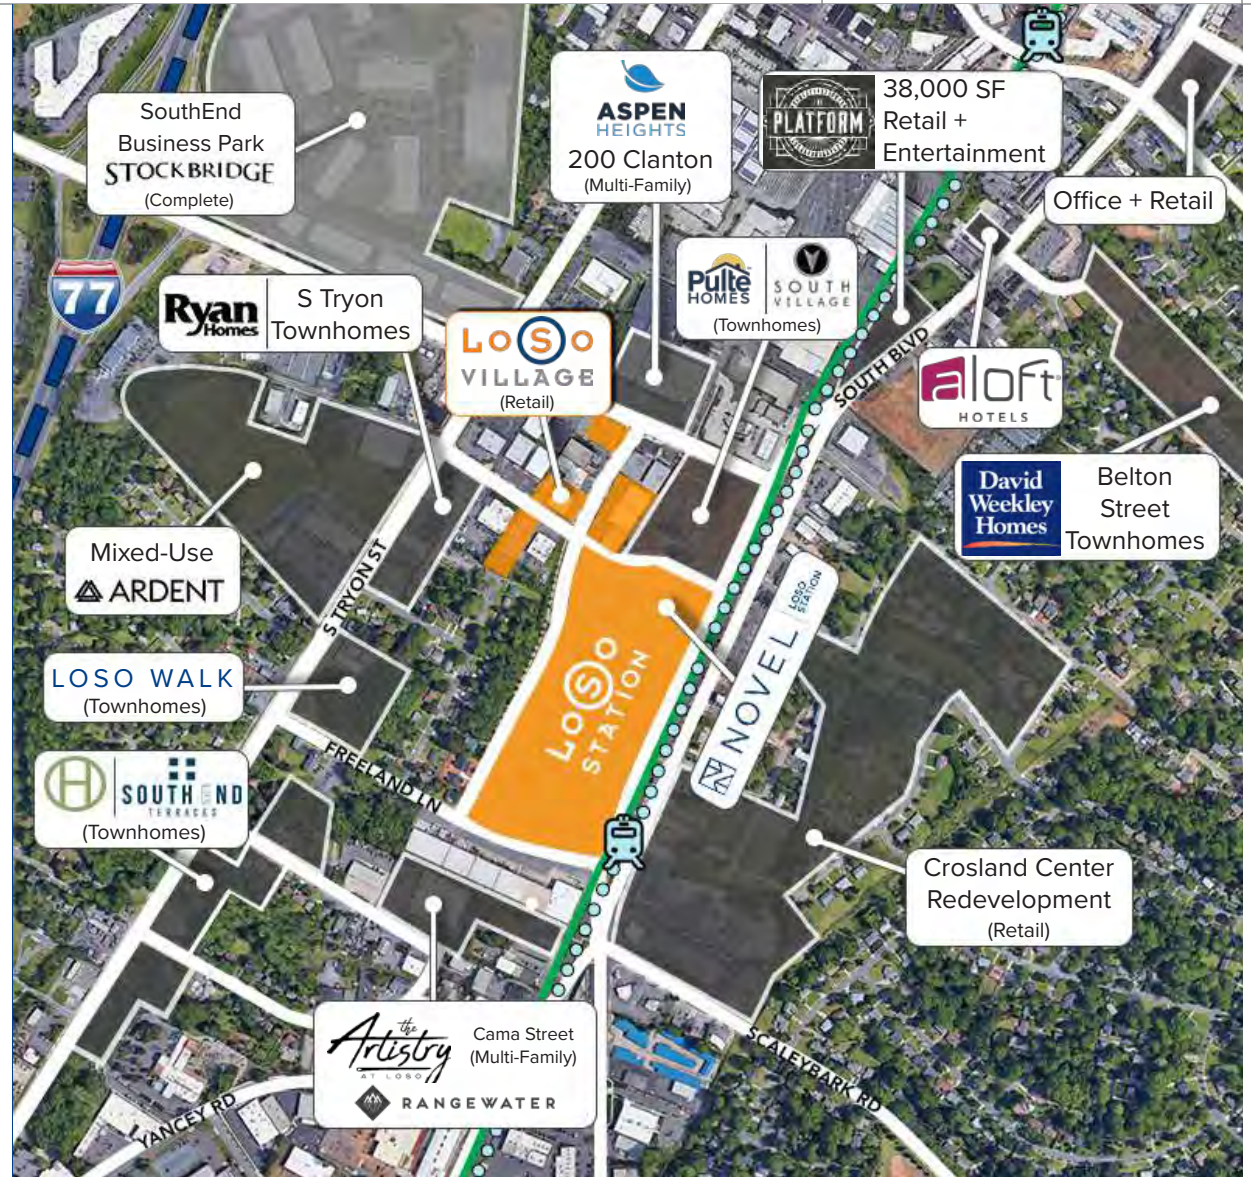 SouthEnd
Business Park
STOCKBRIDGE
(Complete)
ASPEN
HEIGHTS
200 Clanton
(Multi-Family)
PLATFORM
38,000 SF
Retail +
Entertainment
Office + Retail
77
Ryan
Homes
S Tryon
Townhomes
LOSO
VILLAGE
(Retail)
Pulte
HOMES
SOUTH
VILLAGE
(Townhomes)
SOUTH BLVD
aloft
HOTELS
David
Weekley
Homes
Belton
Street
Townhomes
Mixed-Use
ARDENT
S TRYON ST
LOSO WALK
(Townhomes)
LOSO
STATION
NOVEL
LOSO
STATION
FREELAND LN
H
SOUTH END
TERRACES
(Townhomes)
Crosland Center
Redevelopment
(Retail)
the
Artistry
AT LOSO
Cama Street
(Multi-Family)
RANGEWATER
SCALEYBARK RD
YANCEY RD